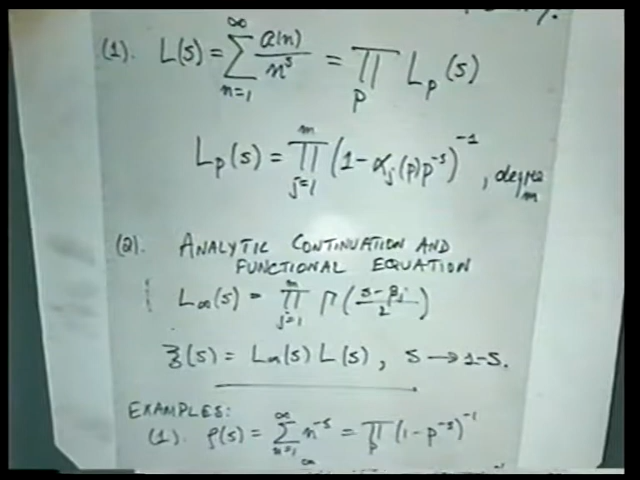 (1). L(s) = ∑_{n=1}^{∞} a(n)/n^s = ∏_p L_p(s)
L_p(s) = ∏_{j=1}^{m} (1 - α_j(p) p^{-s})^{-1}, degree m
(2). ANALYTIC CONTINUATION AND
FUNCTIONAL EQUATION
L_∞(s) = ∏_{j=1}^{m} Γ((s-β_j)/2)
ξ(s) = L_∞(s) L(s), s → 1-s.
EXAMPLES:
(1). ζ(s) = ∑_{n=1}^{∞} n^{-s} = ∏_p (1 - p^{-s})^{-1}